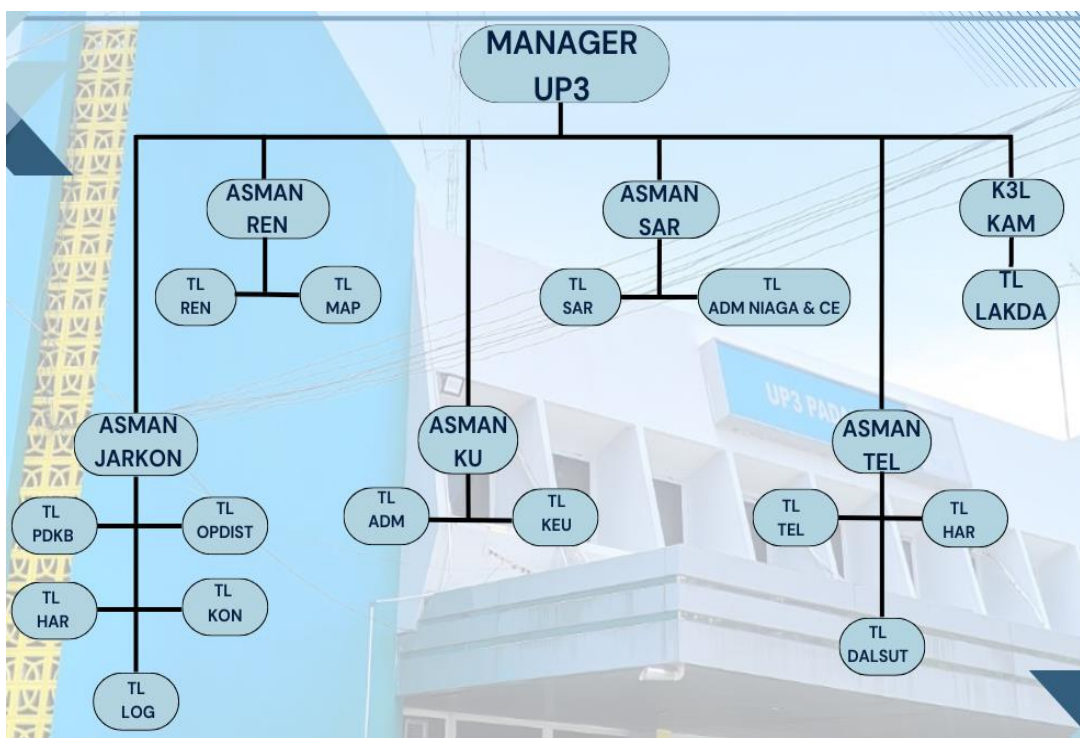 MANAGER
UP3
ASMAN
REN
ASMAN
SAR
K3L
KAM
TL
REN
TL
MAP
TL
SAR
TL
ADM NIAGA & CE
TL
LAKDA
UP3
ASMAN
JARKON
ASMAN
KU
ASMAN
TEL
TL
PDKB
TL
OPDIST
TL
ADM
TL
KEU
TL
TEL
TL
HAR
TL
HAR
TL
KON
TL
DALSUT
TL
LOG